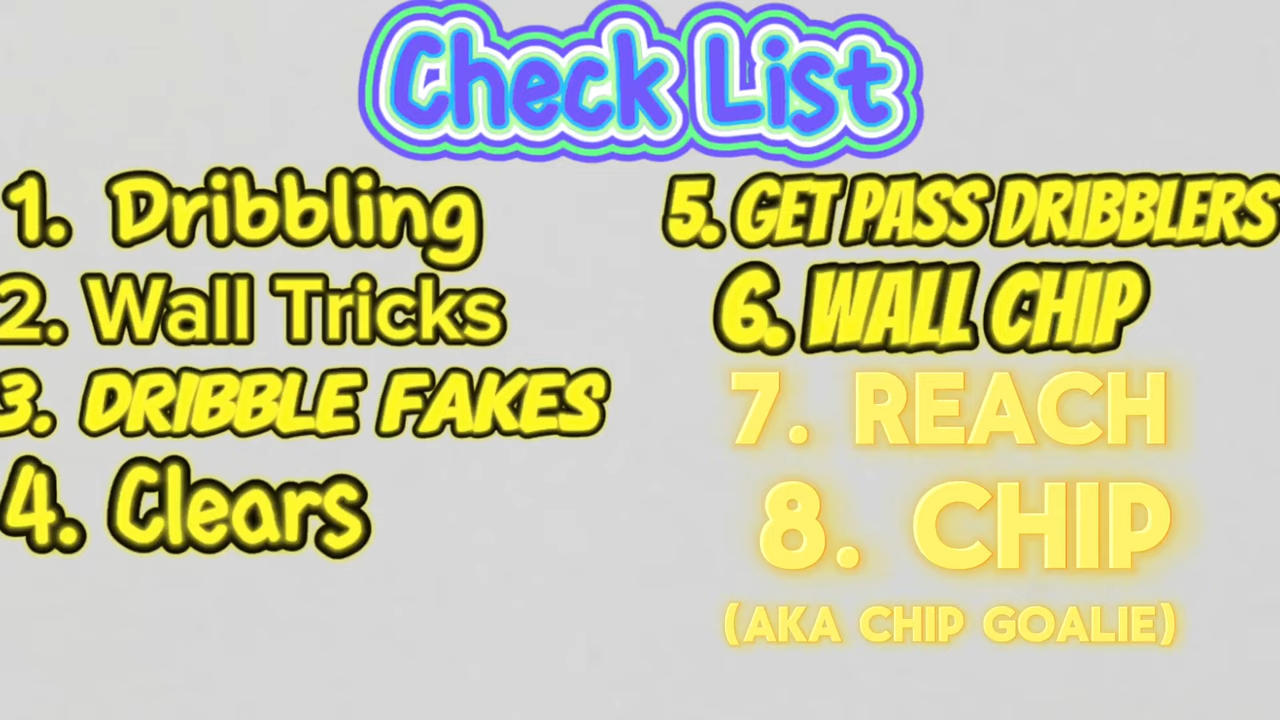 Check List
1. Dribbling
2. Wall Tricks
3. DRIBBLE FAKES
4. Clears
5. GET PASS DRIBBLERS
6. WALL CHIP
7. REACH
8. CHIP
(AKA CHIP GOALIE)